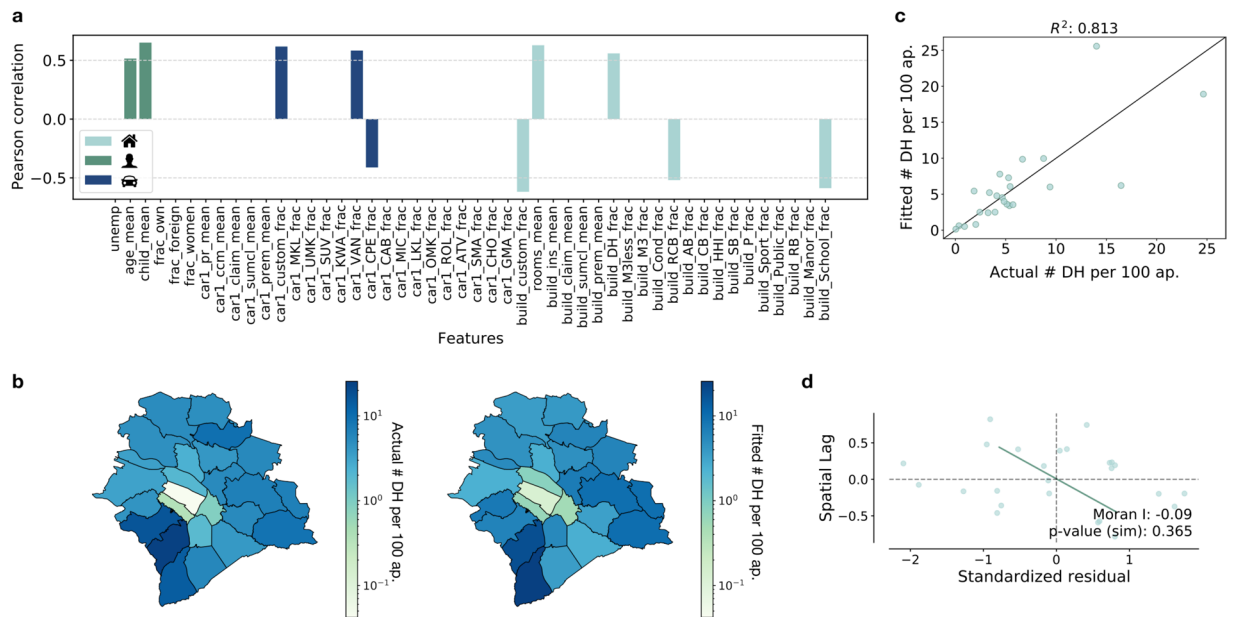 a
Pearson correlation
0.5
0.0
−0.5
unemp
age_mean
child_mean
frac_own
frac_foreign
frac_women
car1_pr_mean
car1_ccm_mean
car1_claim_mean
car1_sumcl_mean
car1_prem_mean
car1_custom_frac
car1_MKL_frac
car1_UMK_frac
car1_SUV_frac
car1_KWA_frac
car1_VAN_frac
car1_CPE_frac
car1_CAB_frac
car1_MIC_frac
car1_LKL_frac
car1_OMK_frac
car1_ROL_frac
car1_ATV_frac
car1_SMA_frac
car1_CHO_frac
car1_GMA_frac
build_custom_frac
rooms_mean
build_ins_mean
build_claim_mean
build_sumcl_mean
build_prem_mean
build_DH_frac
build_M3less_frac
build_M3_frac
build_Cond_frac
build_RCB_frac
build_AB_frac
build_CB_frac
build_HHI_frac
build_SB_frac
build_P_frac
build_Sport_frac
build_Public_frac
build_RB_frac
build_Manor_frac
build_School_frac
Features
c
R²: 0.813
Fitted # DH per 100 ap.
25
20
15
10
5
0
0 5 10 15 20 25
Actual # DH per 100 ap.
b
10¹
10⁰
10⁻¹
Actual # DH per 100 ap.
10¹
10⁰
10⁻¹
Fitted # DH per 100 ap.
d
Spatial Lag
0.5
0.0
−0.5
Moran I: -0.09
p-value (sim): 0.365
−2 −1 0 1
Standardized residual